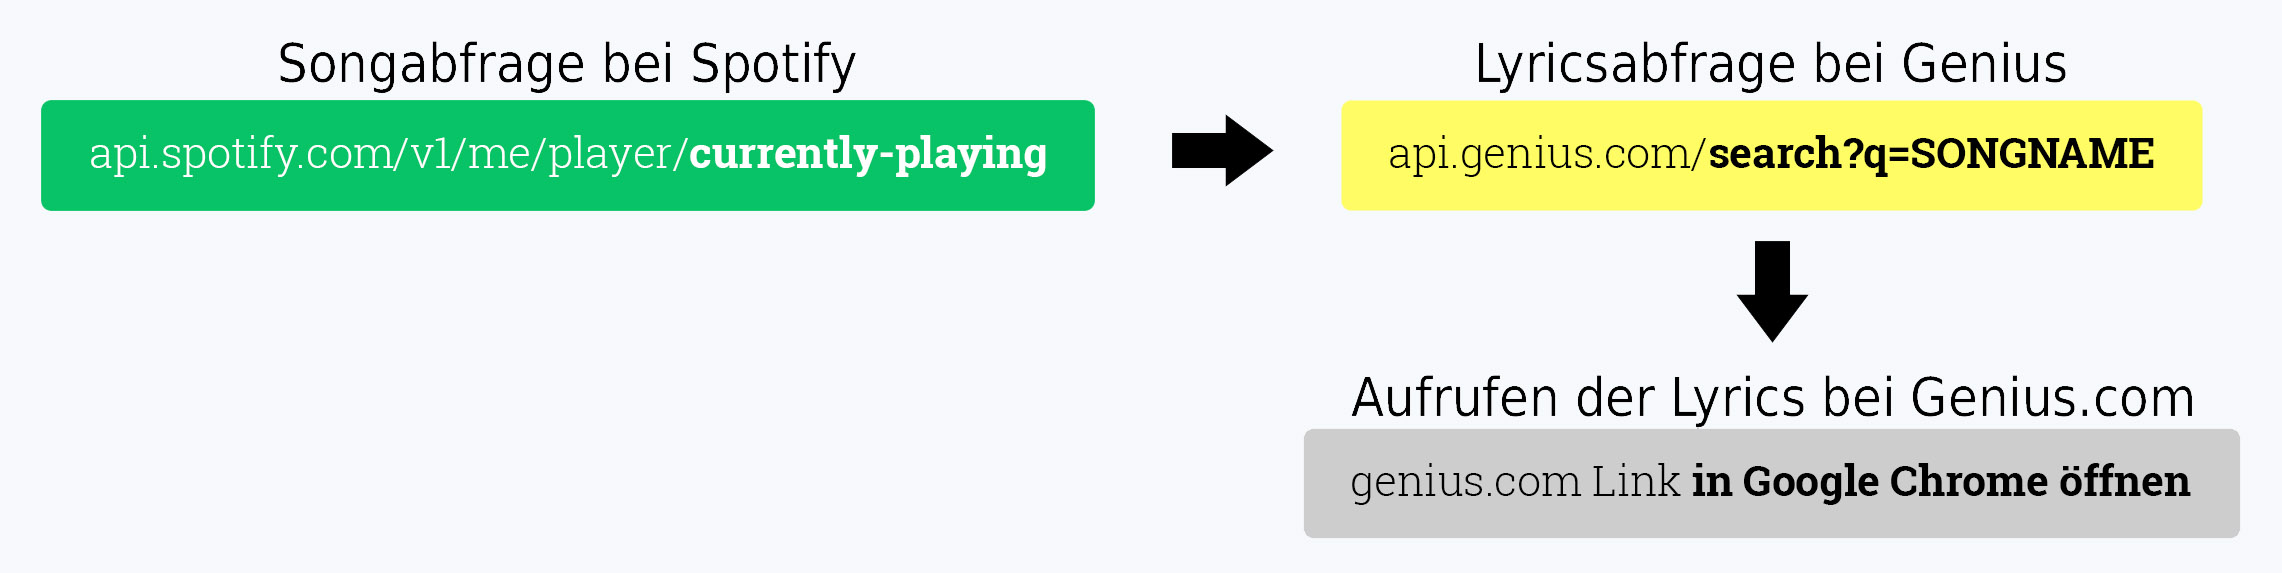 Songabfrage bei Spotify
api.spotify.com/v1/me/player/currently-playing
Lyricsabfrage bei Genius
api.genius.com/search?q=SONGNAME
Aufrufen der Lyrics bei Genius.com
genius.com Link in Google Chrome öffnen